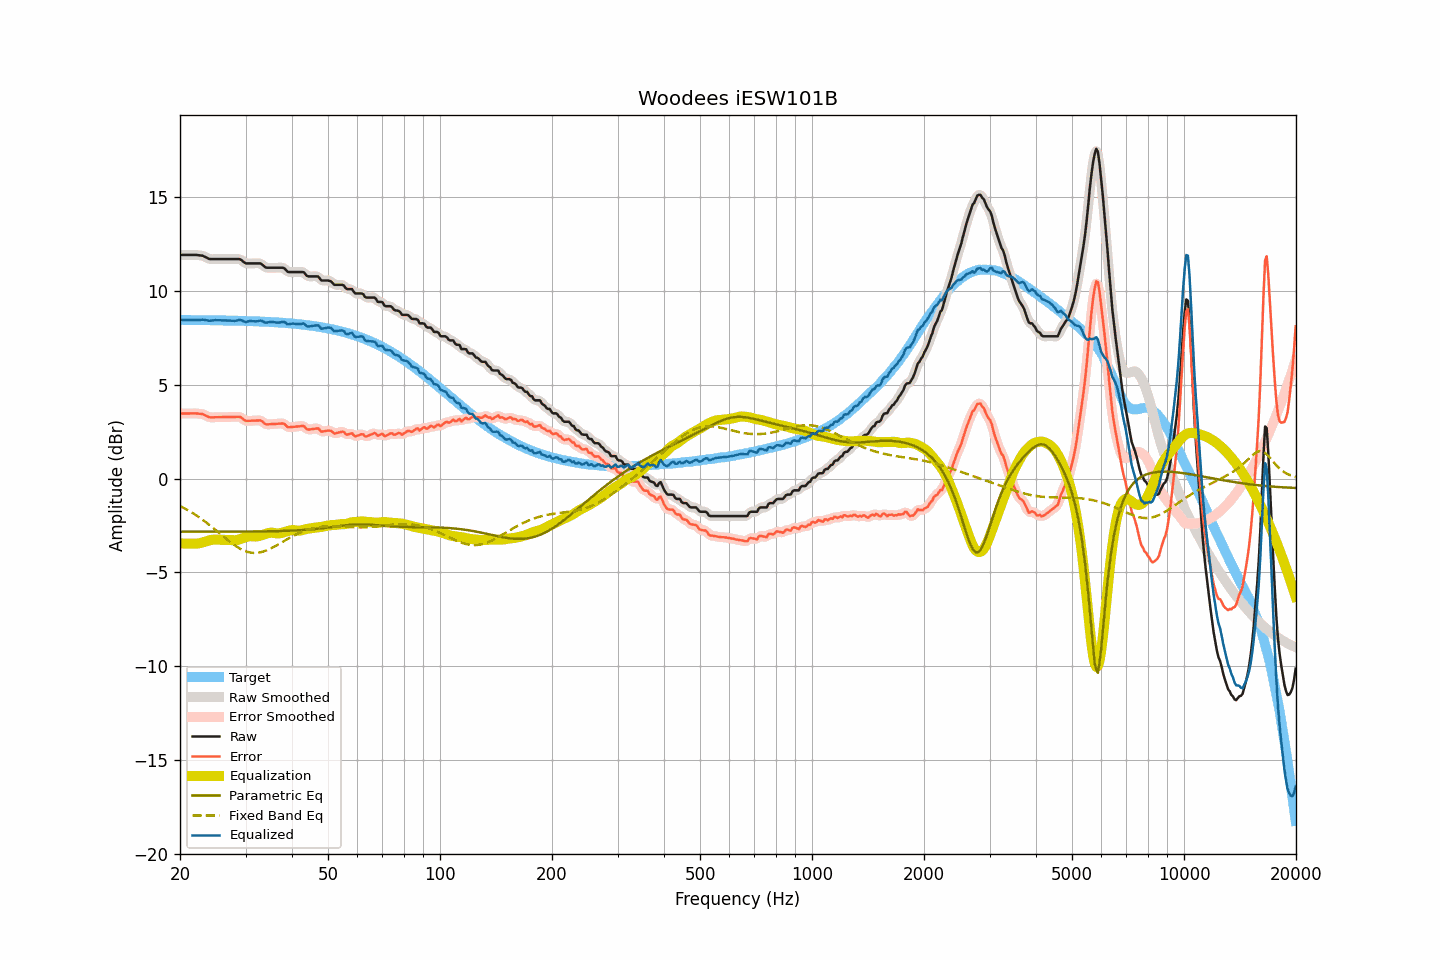 Woodees iESW101B
Amplitude (dBr)
15
10
5
0
−5
−10
−15
−20
Target
Raw Smoothed
Error Smoothed
Raw
Error
Equalization
Parametric Eq
Fixed Band Eq
Equalized
20 50 100 200 500 1000 2000 5000 10000 20000
Frequency (Hz)